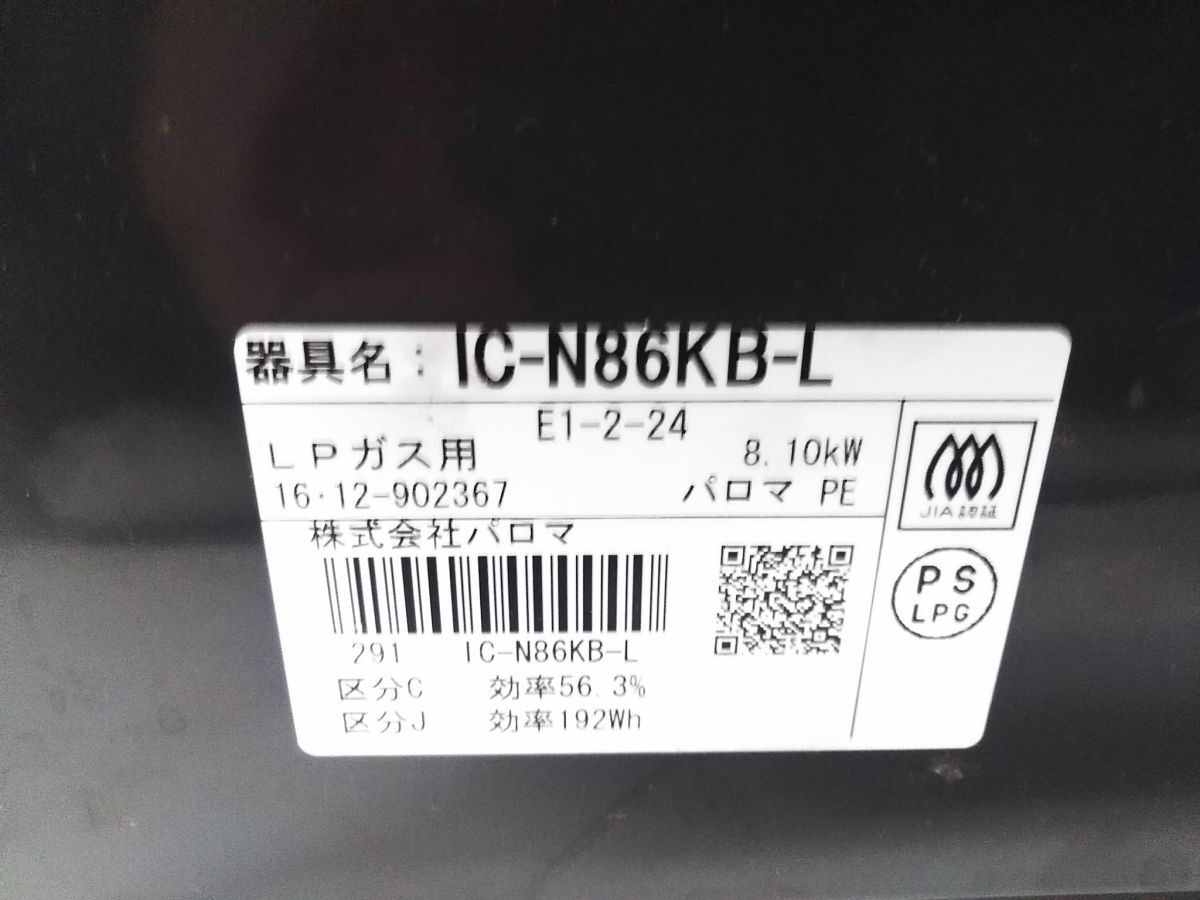 器具名：IC-N86KB-L
E1-2-24
LPガス用 8.10kW
16・12-902367 パロマ PE
株式会社パロマ
291 IC-N86KB-L
区分C 効率56.3%
区分J 効率192Wh
JIA認証
PS
LPG